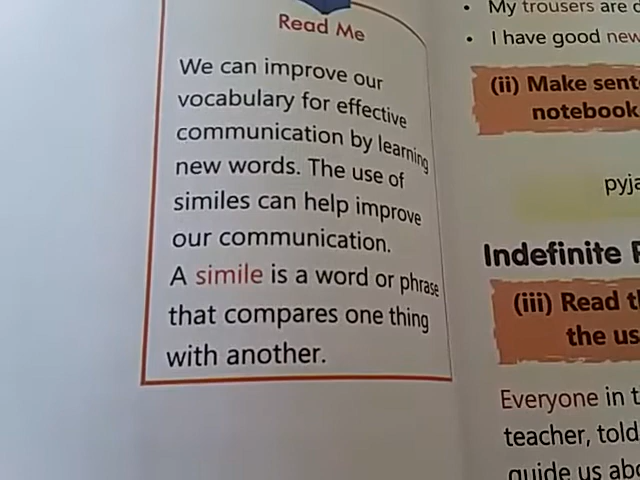 Read Me
We can improve our
vocabulary for effective
communication by learning
new words. The use of
similes can help improve
our communication.
A simile is a word or phrase
that compares one thing
with another.
• My trousers are
• I have good new
(ii) Make
notebook
Indefinite
(iii) Read
the
Everyone in
teacher, told
guide us